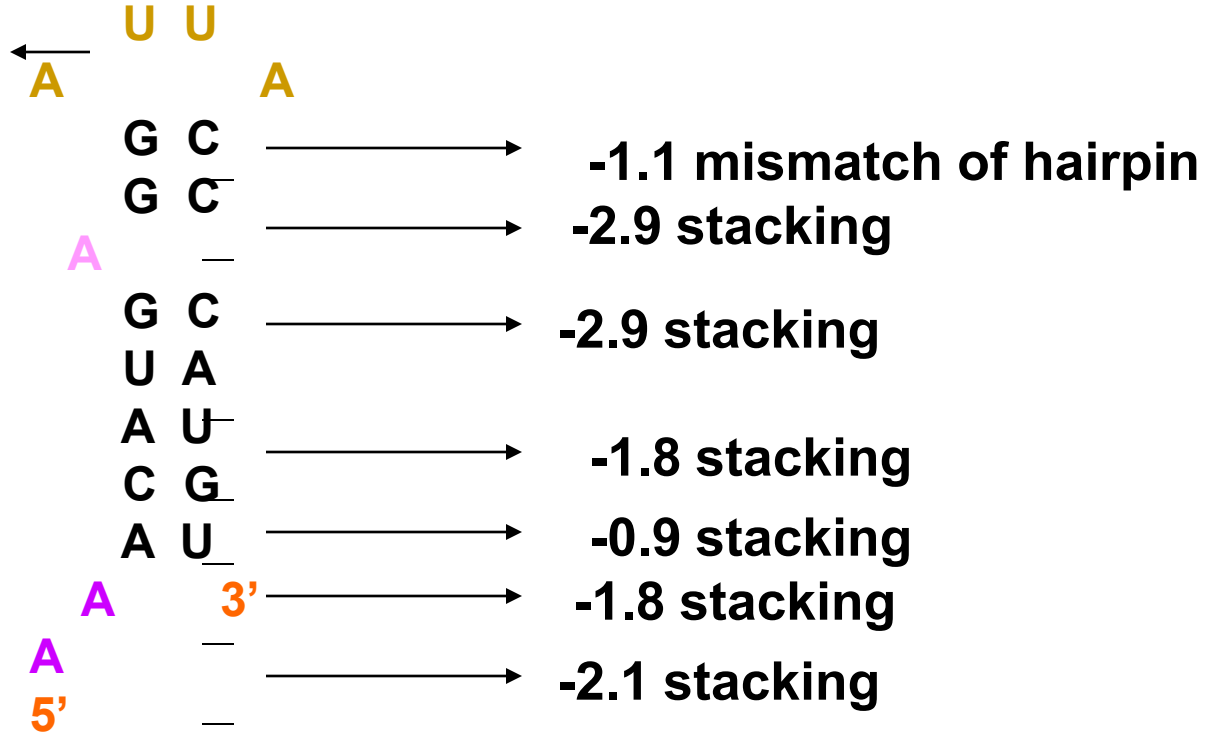 U U
A A
G C
-1.1 mismatch of hairpin
G C
-2.9 stacking
A
G C
-2.9 stacking
U A
A U
-1.8 stacking
C G
A U
-0.9 stacking
A 3’
-1.8 stacking
A
-2.1 stacking
5’